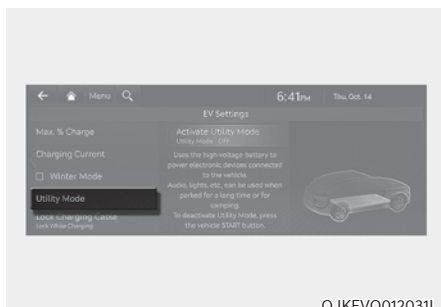 Menu
6:41PM
Thu, Oct. 14
EV Settings
Max. % Charge
Activate Utility Mode
Utility Mode : OFF
Charging Current
Uses the high-voltage battery to
power electronic devices connected
to the vehicle.
Winter Mode
Audio, lights, etc, can be used when
parked for a long time or for
camping.
Utility Mode
To deactivate Utility Mode, press
the vehicle START button.
Lock Charging Cable
Lock While Charging